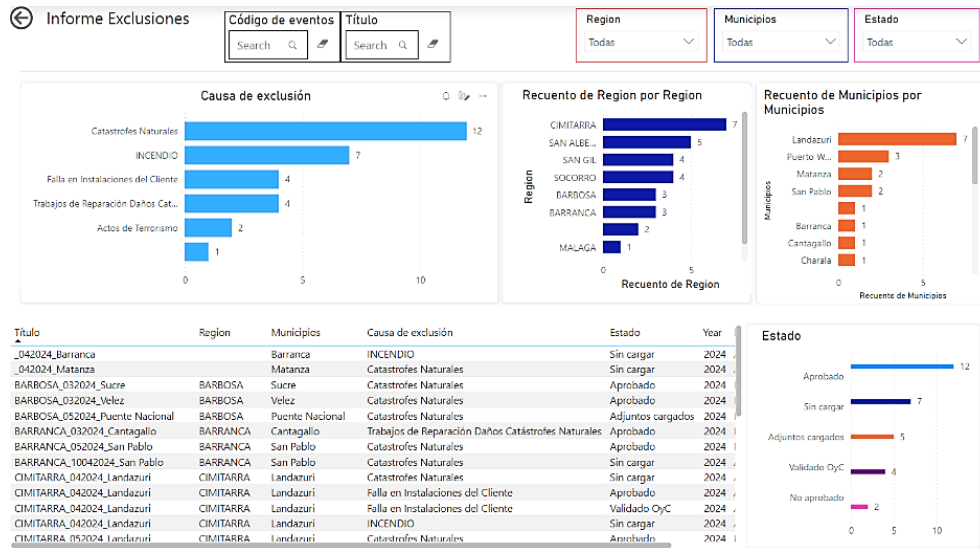 Informe Exclusiones
Código de eventos
Search
Título
Search
Region
Todas
Municipios
Todas
Estado
Todas
Causa de exclusión
Catastrofes Naturales 12
INCENDIO 7
Falla en Instalaciones del Cliente 4
Trabajos de Reparación Daños Cat... 4
Actos de Terrorismo 2
1
0 5 10
Recuento de Region por Region
Region
CIMITARRA 7
SAN ALBE... 5
SAN GIL 4
SOCORRO 4
BARBOSA 3
BARRANCA 3
2
MALAGA 1
0 5
Recuento de Region
Recuento de Municipios por
Municipios
Municipios
Landazuri 7
Puerto W... 3
Matanza 2
San Pablo 2
1
Barranca 1
Cantagallo 1
Charala 1
0 5
Recuento de Municipios
Título Region Municipios Causa de exclusión Estado Year
_042024_Barranca Barranca INCENDIO Sin cargar 2024
_042024_Matanza Matanza Catastrofes Naturales Sin cargar 2024
BARBOSA_032024_Sucre BARBOSA Sucre Catastrofes Naturales Aprobado 2024
BARBOSA_032024_Velez BARBOSA Velez Catastrofes Naturales Aprobado 2024
BARBOSA_052024_Puente Nacional BARBOSA Puente Nacional Catastrofes Naturales Adjuntos cargados 2024
BARRANCA_032024_Cantagallo BARRANCA Cantagallo Trabajos de Reparación Daños Catástrofes Naturales Aprobado 2024
BARRANCA_052024_San Pablo BARRANCA San Pablo Catastrofes Naturales Aprobado 2024
BARRANCA_10042024_San Pablo BARRANCA San Pablo Catastrofes Naturales Sin cargar 2024
CIMITARRA_042024_Landazuri CIMITARRA Landazuri Catastrofes Naturales Sin cargar 2024
CIMITARRA_042024_Landazuri CIMITARRA Landazuri Falla en Instalaciones del Cliente Aprobado 2024
CIMITARRA_042024_Landazuri CIMITARRA Landazuri Falla en Instalaciones del Cliente Validado OyC 2024
CIMITARRA_042024_Landazuri CIMITARRA Landazuri INCENDIO Sin cargar 2024
CIMITARRA_052024_Landazuri CIMITARRA Landazuri Catastrofes Naturales Aprobado 2024
Estado
Aprobado 12
Sin cargar 7
Adjuntos cargados 5
Validado OyC 4
No aprobado 2
0 5 10